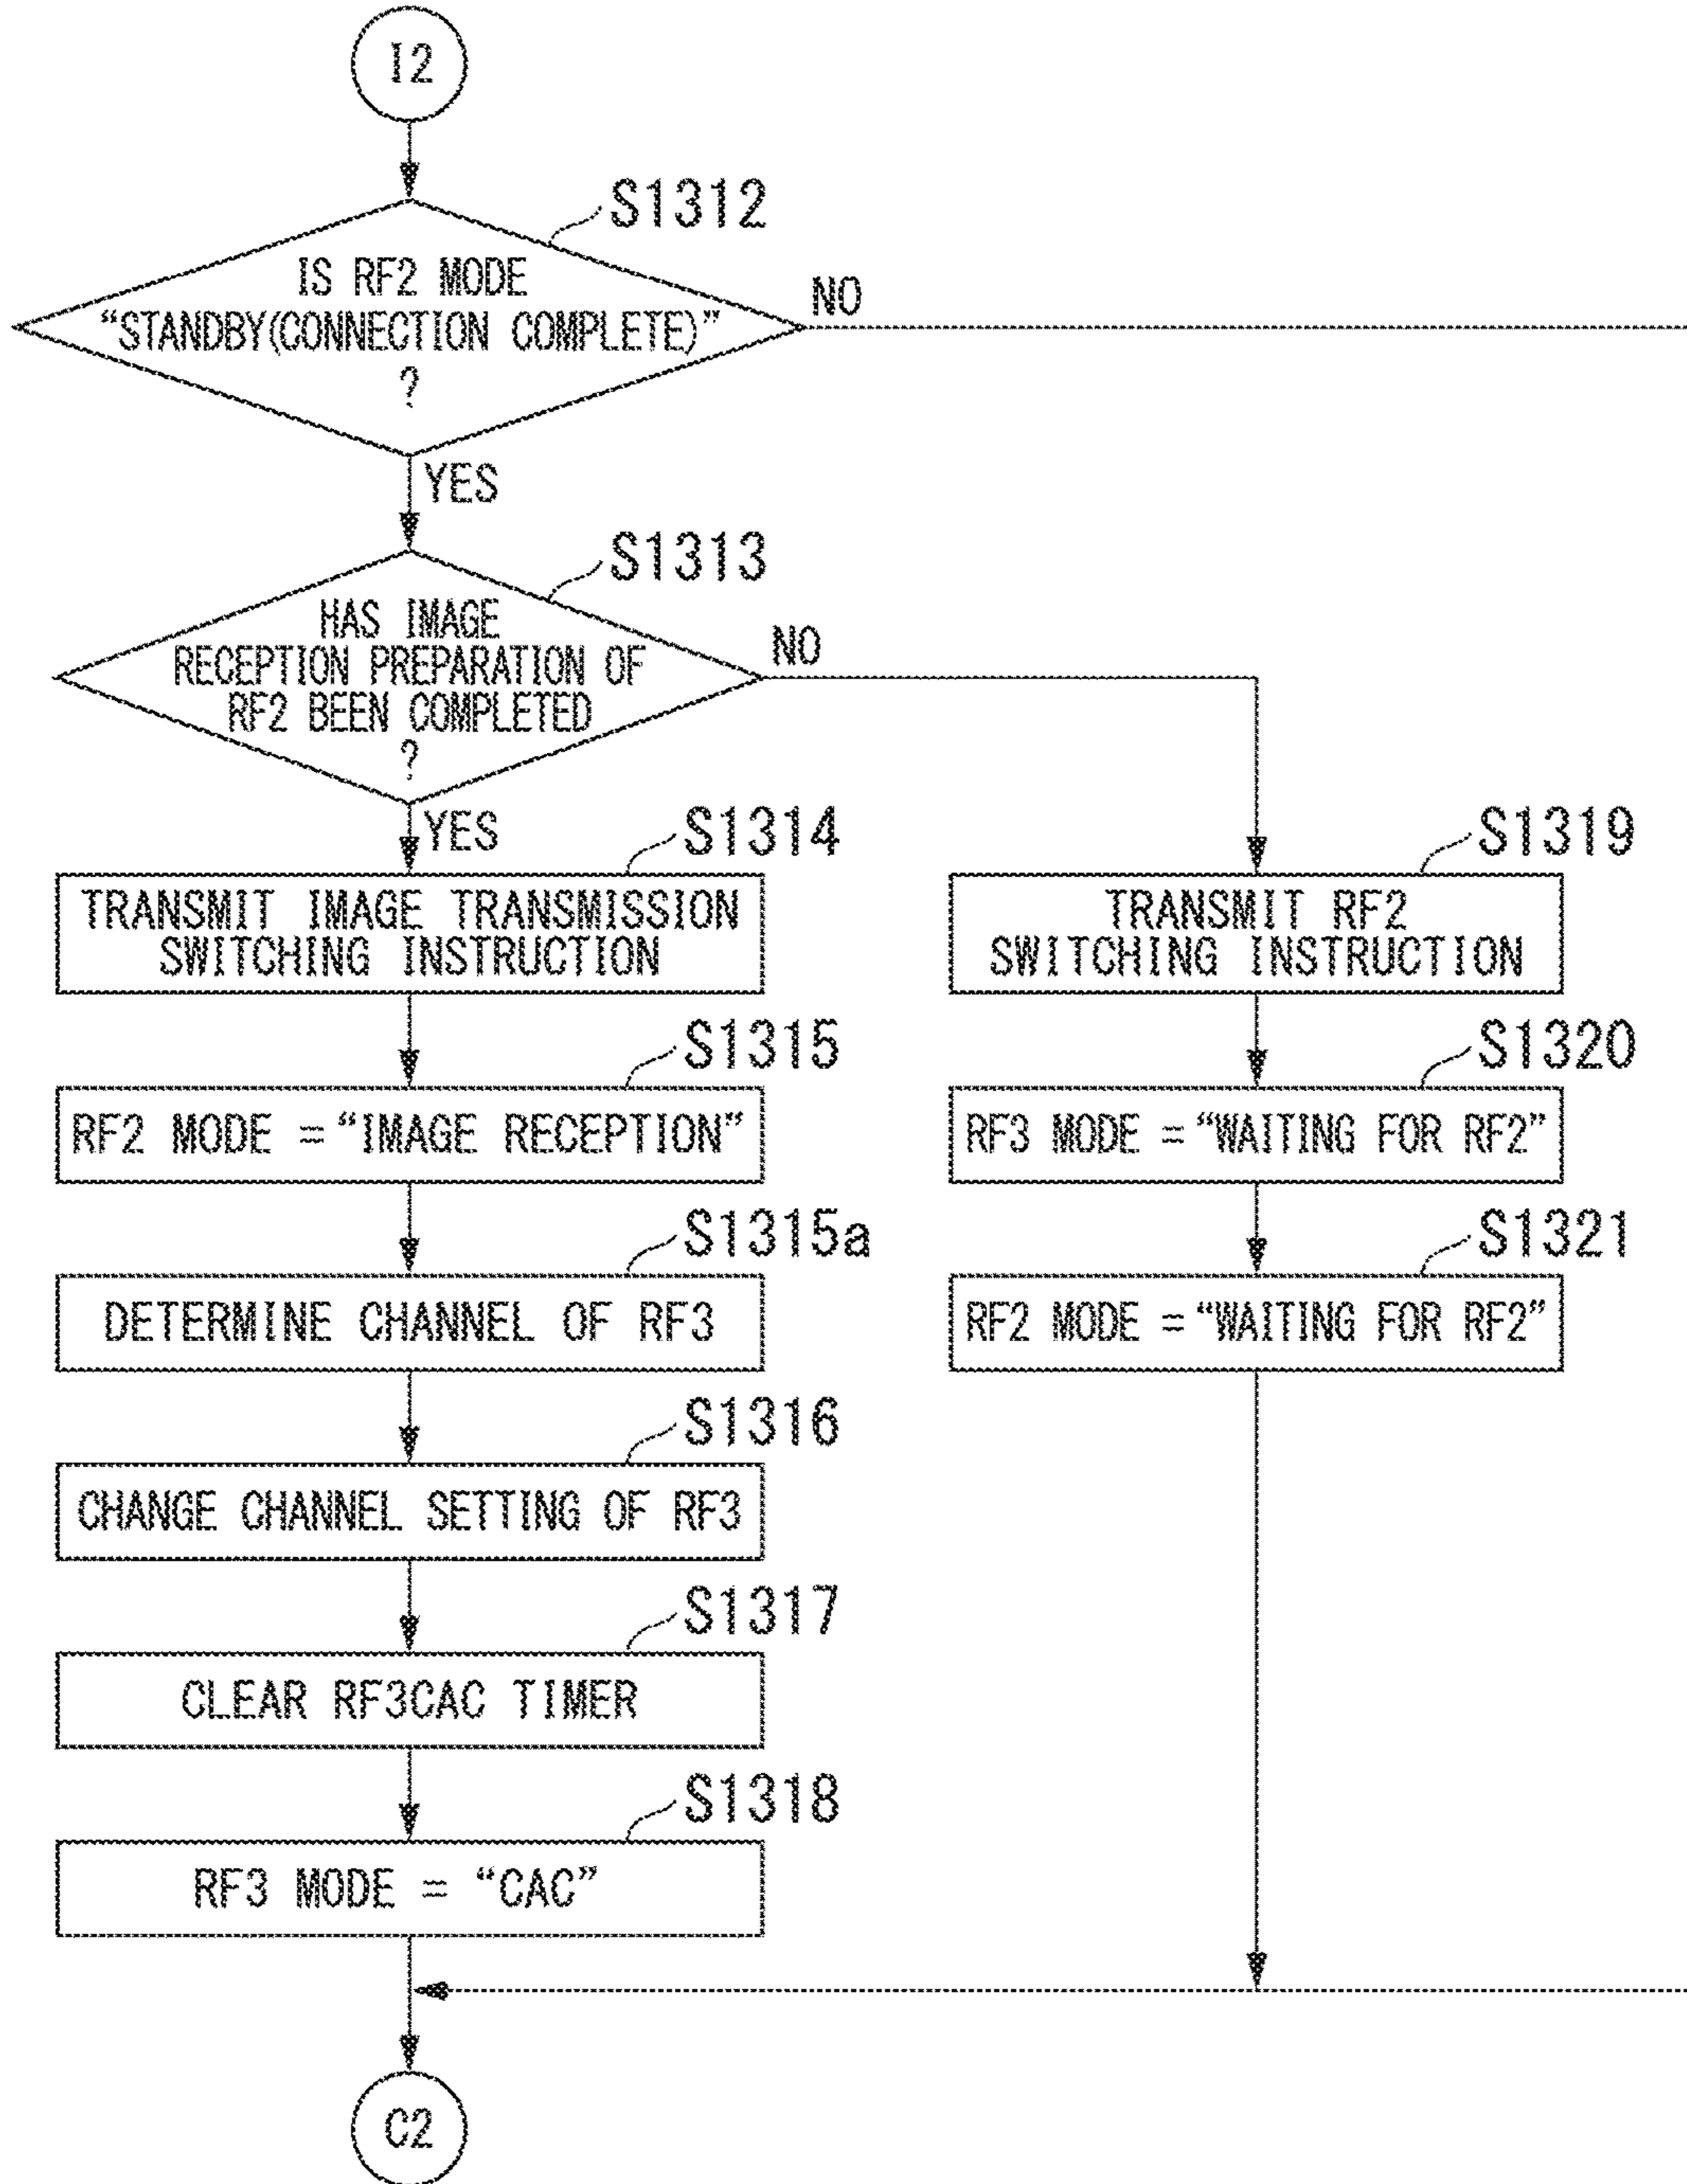 I2
S1312
IS RF2 MODE
“STANDBY(CONNECTION COMPLETE)”
?
NO
YES
S1313
HAS IMAGE
RECEPTION PREPARATION OF
RF2 BEEN COMPLETED
?
NO
YES
S1314
TRANSMIT IMAGE TRANSMISSION
SWITCHING INSTRUCTION
S1315
RF2 MODE = “IMAGE RECEPTION”
S1315a
DETERMINE CHANNEL OF RF3
S1316
CHANGE CHANNEL SETTING OF RF3
S1317
CLEAR RF3CAC TIMER
S1318
RF3 MODE = “CAC”
S1319
TRANSMIT RF2
SWITCHING INSTRUCTION
S1320
RF3 MODE = “WAITING FOR RF2”
S1321
RF2 MODE = “WAITING FOR RF2”
C2